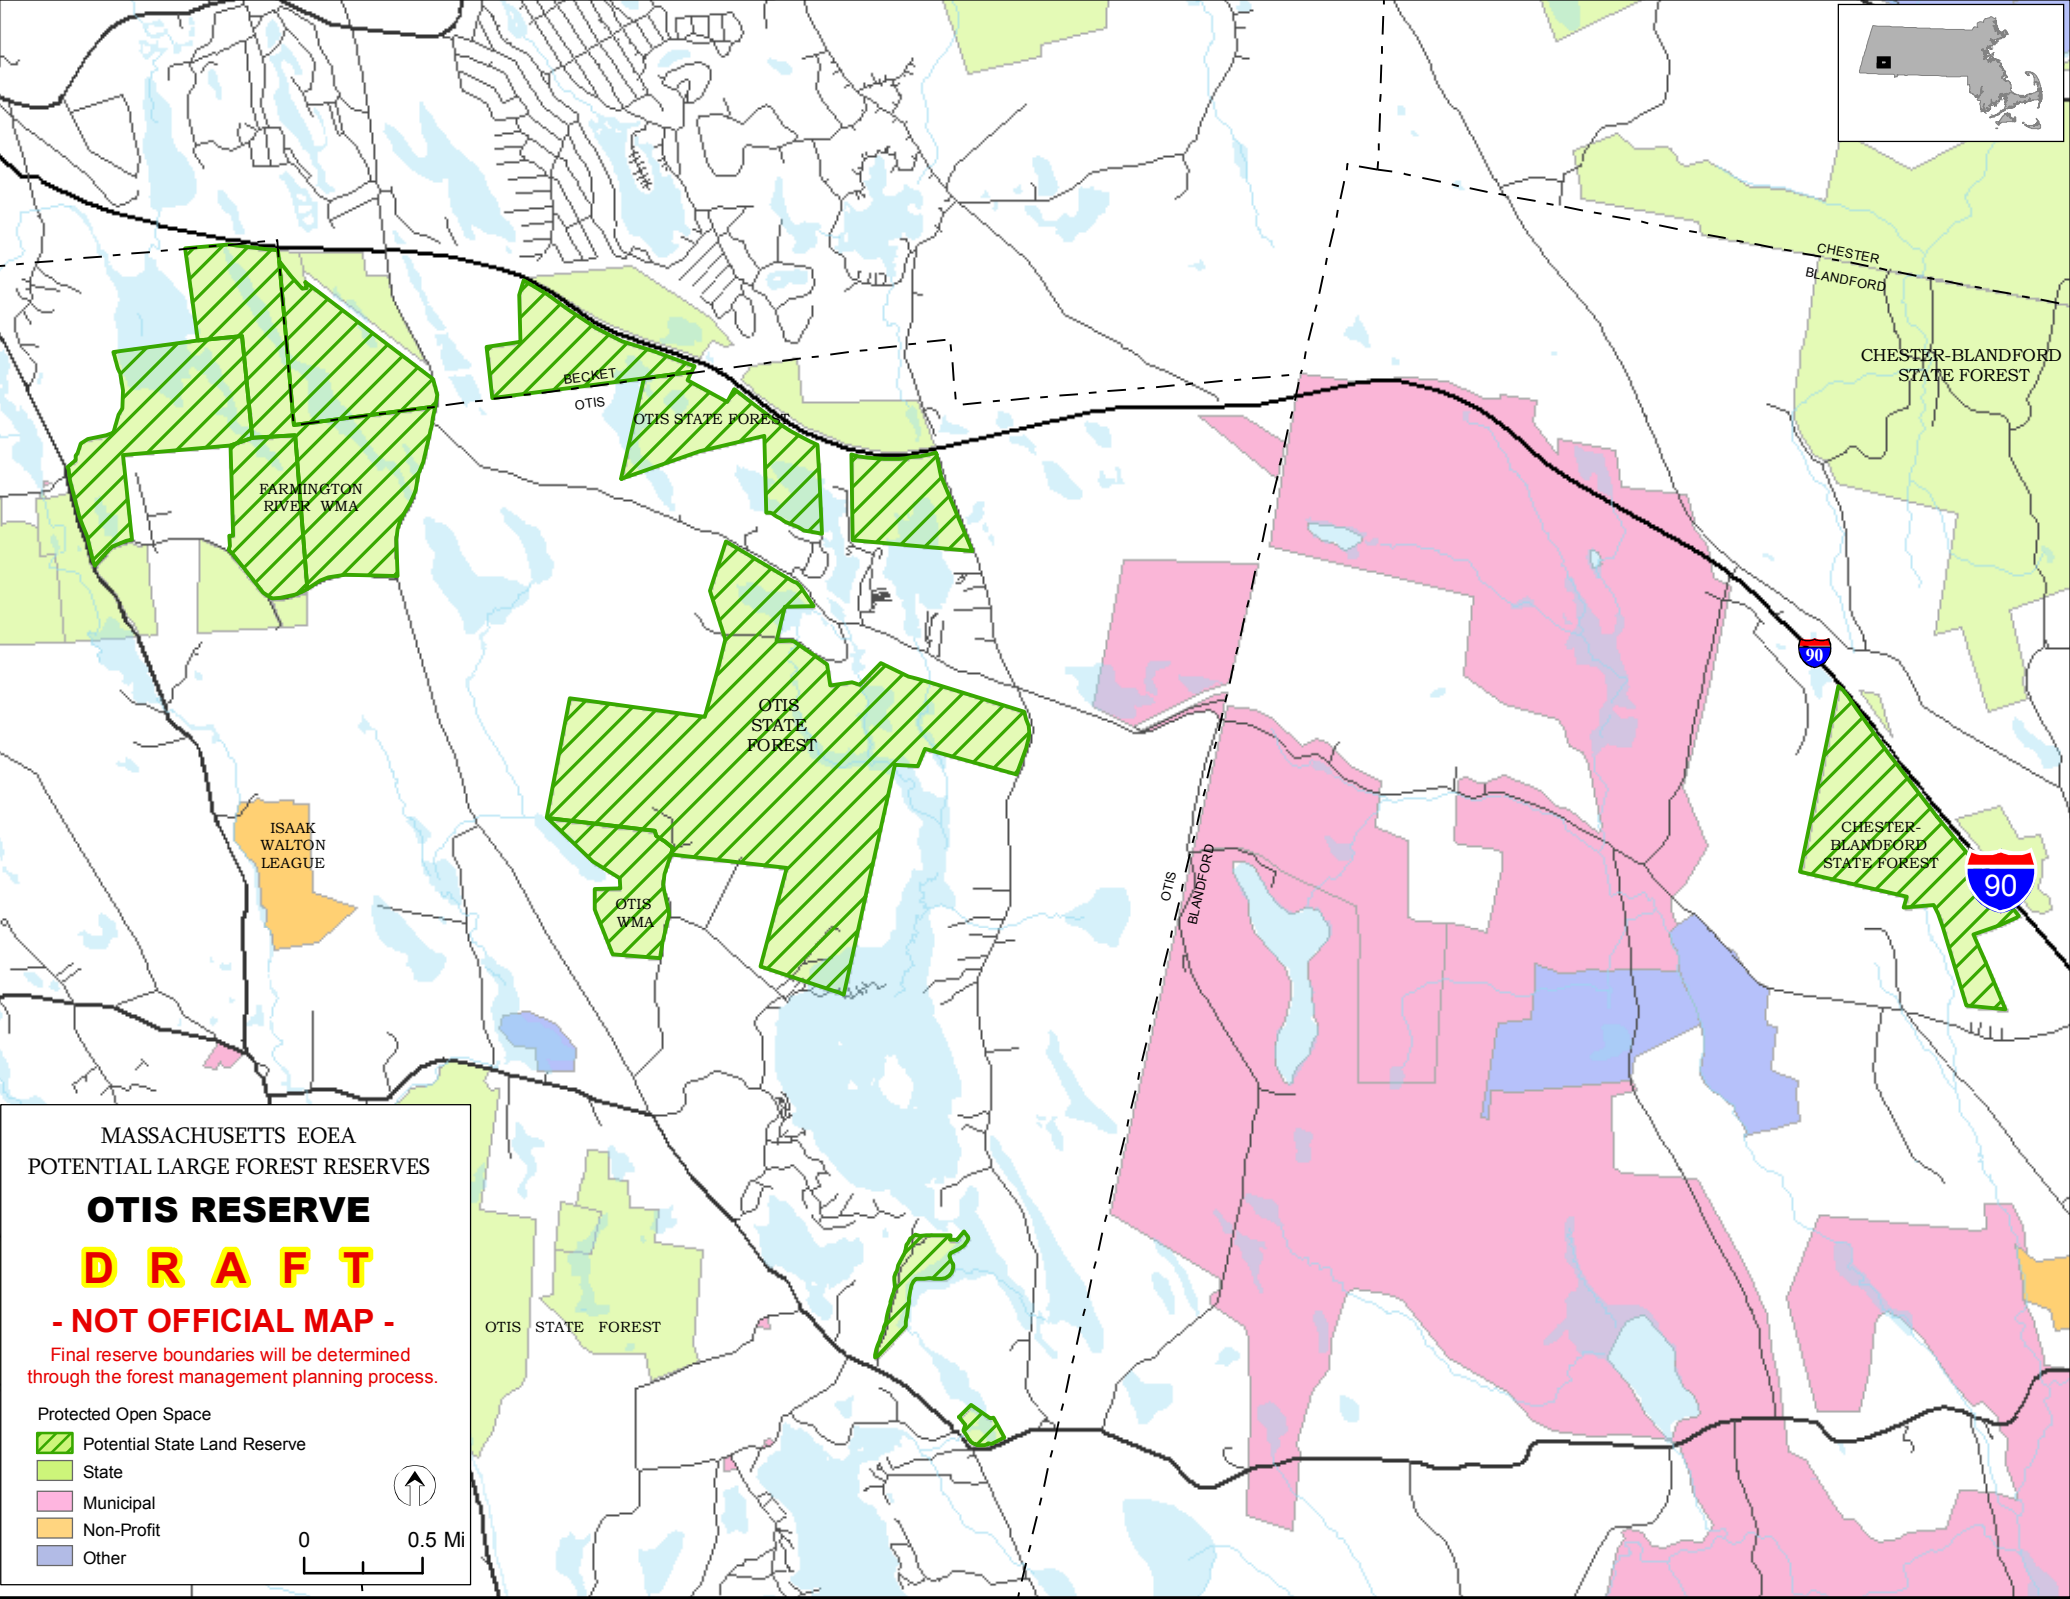 CHESTER
BLANDFORD
CHESTER-BLANDFORD
STATE FOREST
BECKET
OTIS
OTIS STATE FOREST
FARMINGTON
RIVER WMA
90
OTIS
STATE
FOREST
ISAAK
WALTON
LEAGUE
CHESTER-
BLANDFORD
STATE FOREST
90
OTIS
BLANDFORD
OTIS
WMA
MASSACHUSETTS EOEA
POTENTIAL LARGE FOREST RESERVES
OTIS RESERVE
D R A F T
- NOT OFFICIAL MAP -
Final reserve boundaries will be determined
through the forest management planning process.
OTIS STATE FOREST
Protected Open Space
Potential State Land Reserve
State
Municipal
Non-Profit
Other
0 0.5 Mi